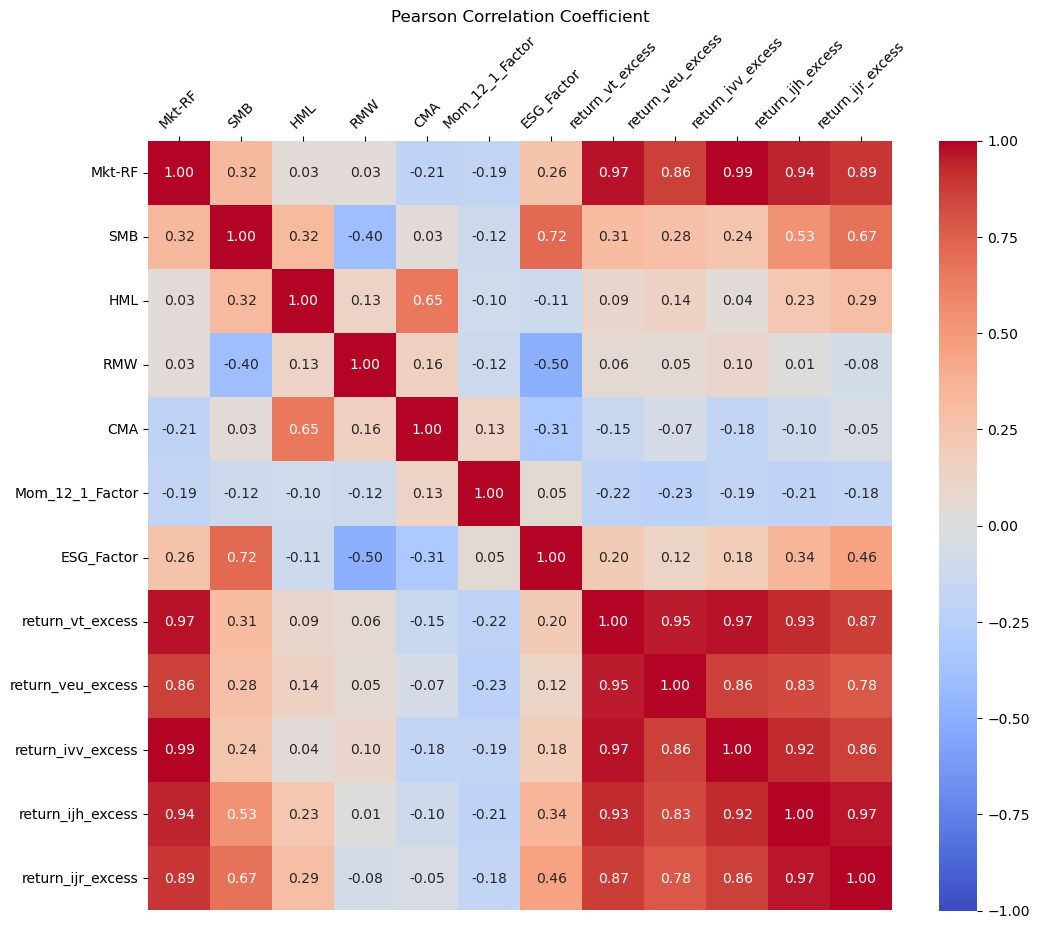 Pearson Correlation Coefficient
Mkt-RF SMB HML RMW CMA Mom_12_1_Factor ESG_Factor return_vt_excess return_veu_excess return_ivv_excess return_ijh_excess return_ijr_excess
Mkt-RF 1.00 0.32 0.03 0.03 -0.21 -0.19 0.26 0.97 0.86 0.99 0.94 0.89
SMB 0.32 1.00 0.32 -0.40 0.03 -0.12 0.72 0.31 0.28 0.24 0.53 0.67
HML 0.03 0.32 1.00 0.13 0.65 -0.10 -0.11 0.09 0.14 0.04 0.23 0.29
RMW 0.03 -0.40 0.13 1.00 0.16 -0.12 -0.50 0.06 0.05 0.10 0.01 -0.08
CMA -0.21 0.03 0.65 0.16 1.00 0.13 -0.31 -0.15 -0.07 -0.18 -0.10 -0.05
Mom_12_1_Factor -0.19 -0.12 -0.10 -0.12 0.13 1.00 0.05 -0.22 -0.23 -0.19 -0.21 -0.18
ESG_Factor 0.26 0.72 -0.11 -0.50 -0.31 0.05 1.00 0.20 0.12 0.18 0.34 0.46
return_vt_excess 0.97 0.31 0.09 0.06 -0.15 -0.22 0.20 1.00 0.95 0.97 0.93 0.87
return_veu_excess 0.86 0.28 0.14 0.05 -0.07 -0.23 0.12 0.95 1.00 0.86 0.83 0.78
return_ivv_excess 0.99 0.24 0.04 0.10 -0.18 -0.19 0.18 0.97 0.86 1.00 0.92 0.86
return_ijh_excess 0.94 0.53 0.23 0.01 -0.10 -0.21 0.34 0.93 0.83 0.92 1.00 0.97
return_ijr_excess 0.89 0.67 0.29 -0.08 -0.05 -0.18 0.46 0.87 0.78 0.86 0.97 1.00
1.00
0.75
0.50
0.25
0.00
−0.25
−0.50
−0.75
−1.00